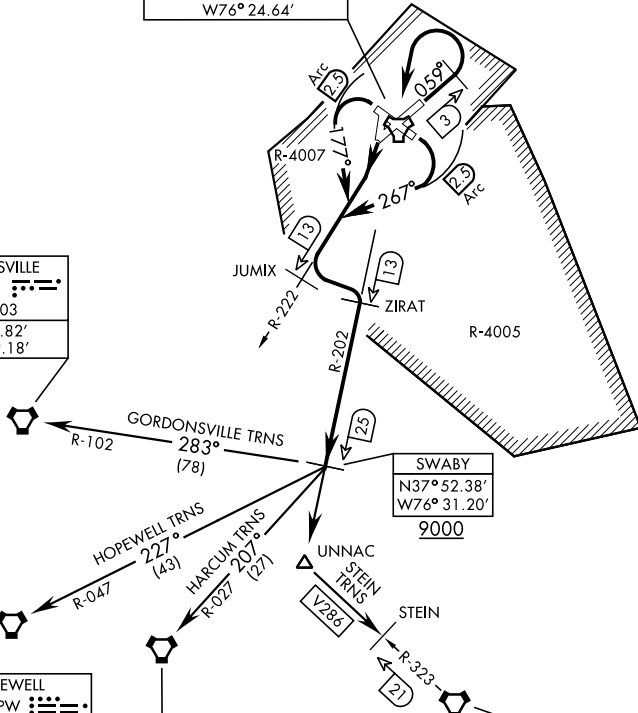 W76° 24.64'
Arc
2.5
059°
3
R-4007
177°
267°
2.5
Arc
13
JUMIX
13
ZIRAT
R-222
R-4005
R-202
SVILLE
03
.82'
.18'
GORDONSVILLE TRNS
R-102
283°
(78)
25
SWABY
N37° 52.38'
W76° 31.20'
9000
HOPEWELL TRNS
227°
(43)
R-047
HARCUM TRNS
207°
(27)
R-027
UNNAC
STEIN
TRNS
V286
STEIN
R-323
21
EWELL
PW